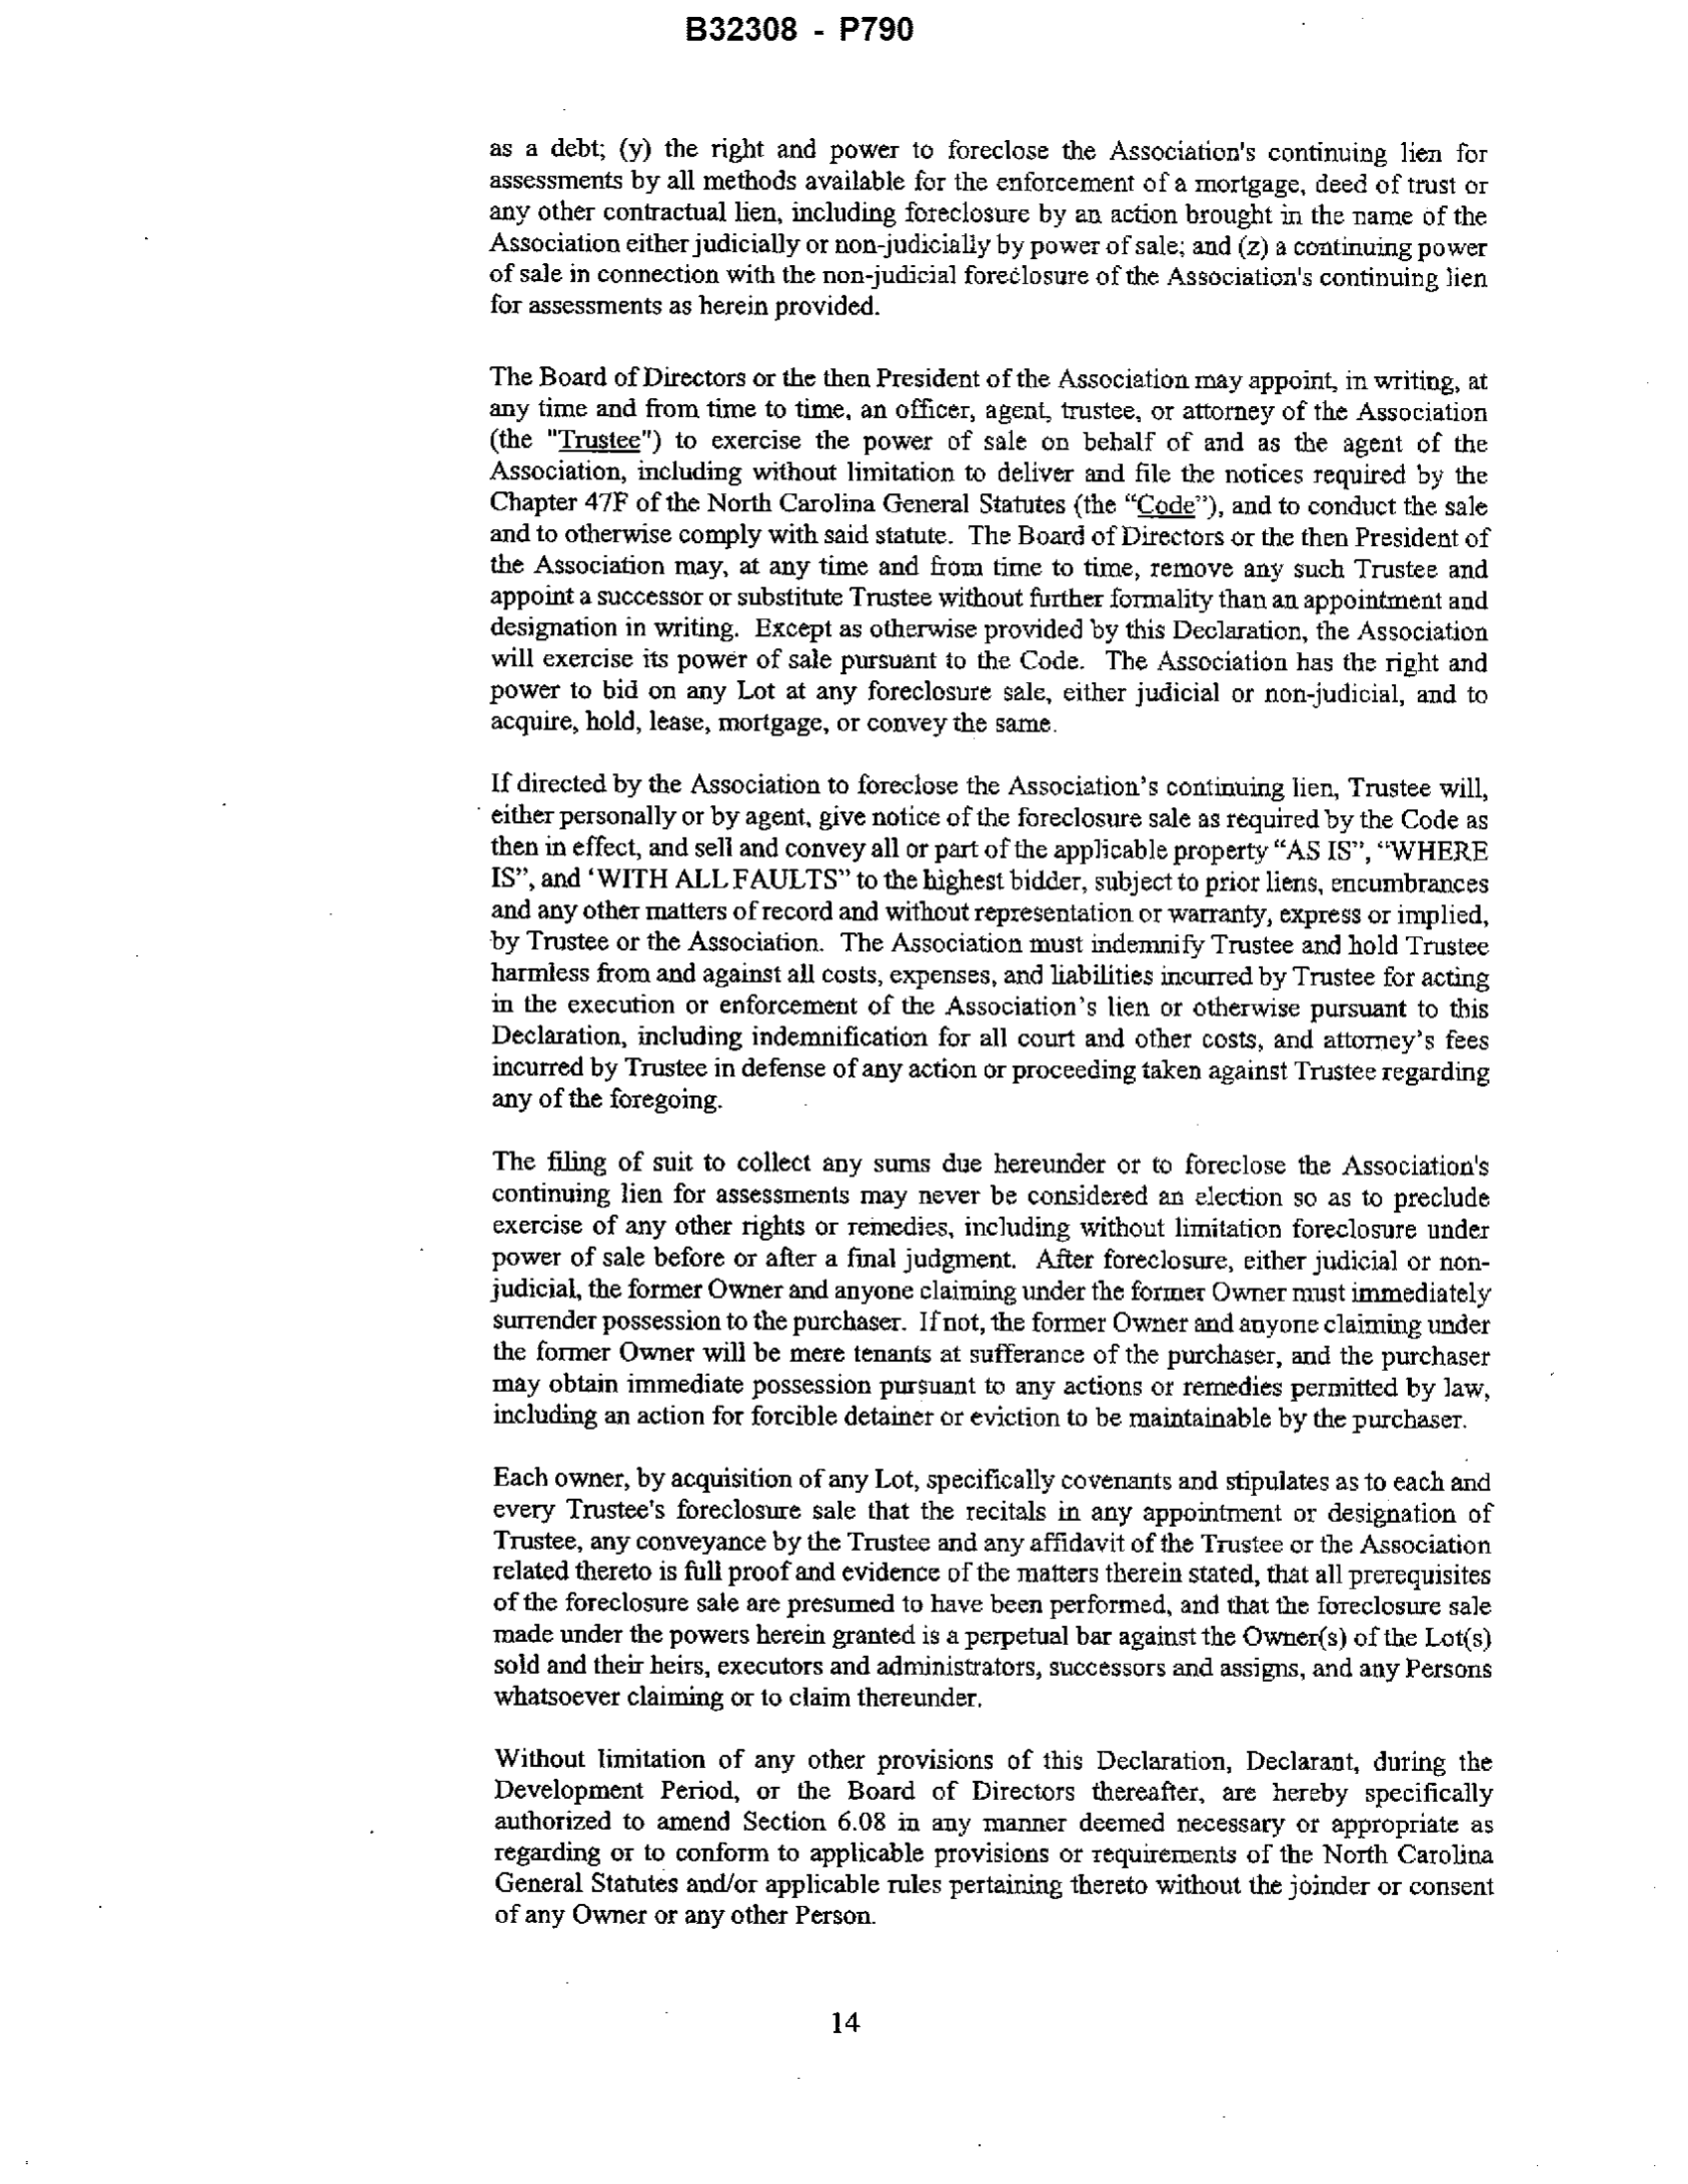 B32308 - P790
as a debt; (y) the right and power to foreclose the Association's continuing lien for
assessments by all methods available for the enforcement of a mortgage, deed of trust or
any other contractual lien, including foreclosure by an action brought in the name of the
Association either judicially or non-judicially by power of sale; and (z) a continuing power
of sale in connection with the non-judicial foreclosure of the Association's continuing lien
for assessments as herein provided.
The Board of Directors or the then President of the Association may appoint, in writing, at
any time and from time to time, an officer, agent, trustee, or attorney of the Association
(the "Trustee") to exercise the power of sale on behalf of and as the agent of the
Association, including without limitation to deliver and file the notices required by the
Chapter 47F of the North Carolina General Statutes (the “Code”), and to conduct the sale
and to otherwise comply with said statute. The Board of Directors or the then President of
the Association may, at any time and from time to time, remove any such Trustee and
appoint a successor or substitute Trustee without further formality than an appointment and
designation in writing. Except as otherwise provided by this Declaration, the Association
will exercise its power of sale pursuant to the Code. The Association has the right and
power to bid on any Lot at any foreclosure sale, either judicial or non-judicial, and to
acquire, hold, lease, mortgage, or convey the same.
If directed by the Association to foreclose the Association’s continuing lien, Trustee will,
either personally or by agent, give notice of the foreclosure sale as required by the Code as
then in effect, and sell and convey all or part of the applicable property “AS IS”, “WHERE
IS”, and ‘WITH ALL FAULTS” to the highest bidder, subject to prior liens, encumbrances
and any other matters of record and without representation or warranty, express or implied,
by Trustee or the Association. The Association must indemnify Trustee and hold Trustee
harmless from and against all costs, expenses, and liabilities incurred by Trustee for acting
in the execution or enforcement of the Association’s lien or otherwise pursuant to this
Declaration, including indemnification for all court and other costs, and attorney’s fees
incurred by Trustee in defense of any action or proceeding taken against Trustee regarding
any of the foregoing.
The filing of suit to collect any sums due hereunder or to foreclose the Association's
continuing lien for assessments may never be considered an election so as to preclude
exercise of any other rights or remedies, including without limitation foreclosure under
power of sale before or after a final judgment. After foreclosure, either judicial or non-
judicial, the former Owner and anyone claiming under the former Owner must immediately
surrender possession to the purchaser. If not, the former Owner and anyone claiming under
the former Owner will be mere tenants at sufferance of the purchaser, and the purchaser
may obtain immediate possession pursuant to any actions or remedies permitted by law,
including an action for forcible detainer or eviction to be maintainable by the purchaser.
Each owner, by acquisition of any Lot, specifically covenants and stipulates as to each and
every Trustee's foreclosure sale that the recitals in any appointment or designation of
Trustee, any conveyance by the Trustee and any affidavit of the Trustee or the Association
related thereto is full proof and evidence of the matters therein stated, that all prerequisites
of the foreclosure sale are presumed to have been performed, and that the foreclosure sale
made under the powers herein granted is a perpetual bar against the Owner(s) of the Lot(s)
sold and their heirs, executors and administrators, successors and assigns, and any Persons
whatsoever claiming or to claim thereunder.
Without limitation of any other provisions of this Declaration, Declarant, during the
Development Period, or the Board of Directors thereafter, are hereby specifically
authorized to amend Section 6.08 in any manner deemed necessary or appropriate as
regarding or to conform to applicable provisions or requirements of the North Carolina
General Statutes and/or applicable rules pertaining thereto without the joinder or consent
of any Owner or any other Person.
14